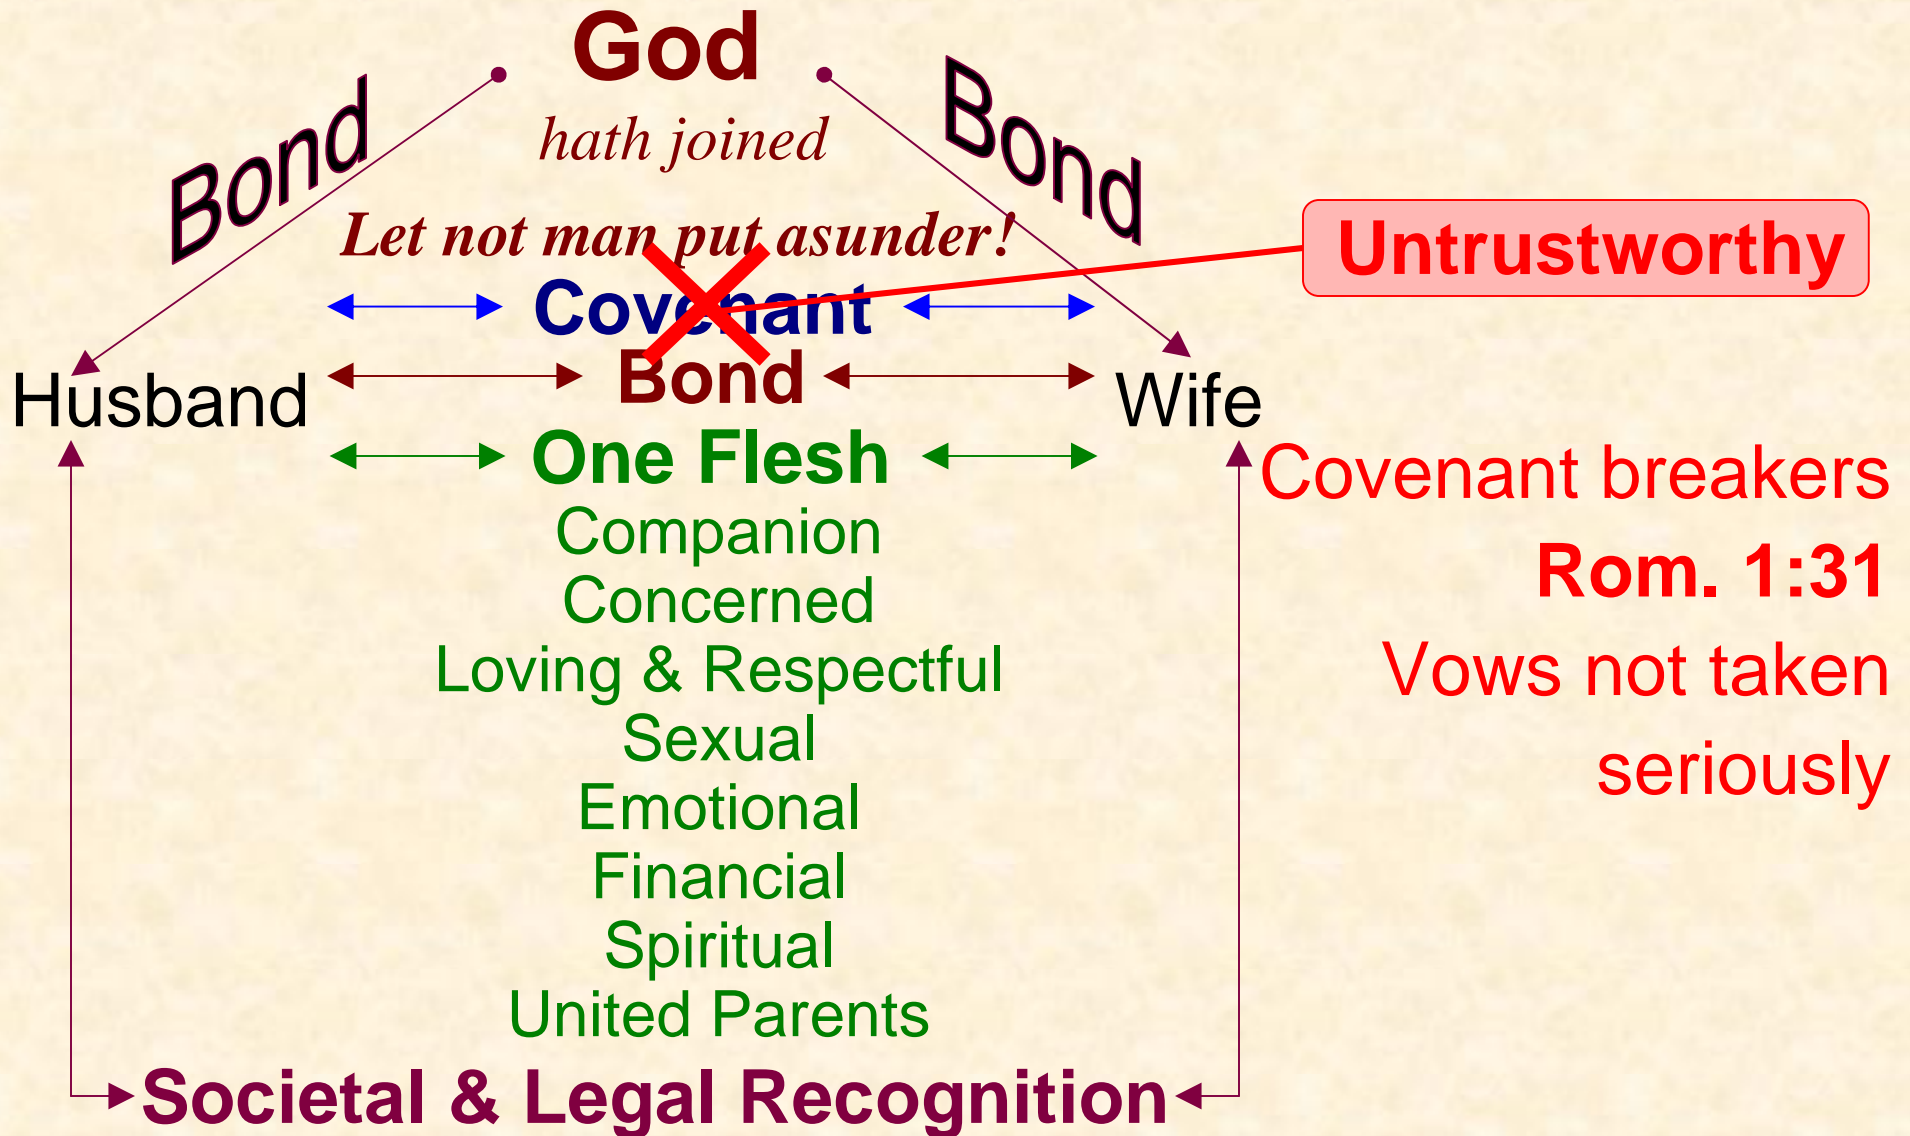 God
Bond
hath joined
Bond
Let not man put asunder!
Untrustworthy
Covenant
Bond
Husband
Wife
One Flesh
Companion
Concerned
Loving & Respectful
Sexual
Emotional
Financial
Spiritual
United Parents
Societal & Legal Recognition
Covenant breakers
Rom. 1:31
Vows not taken
seriously